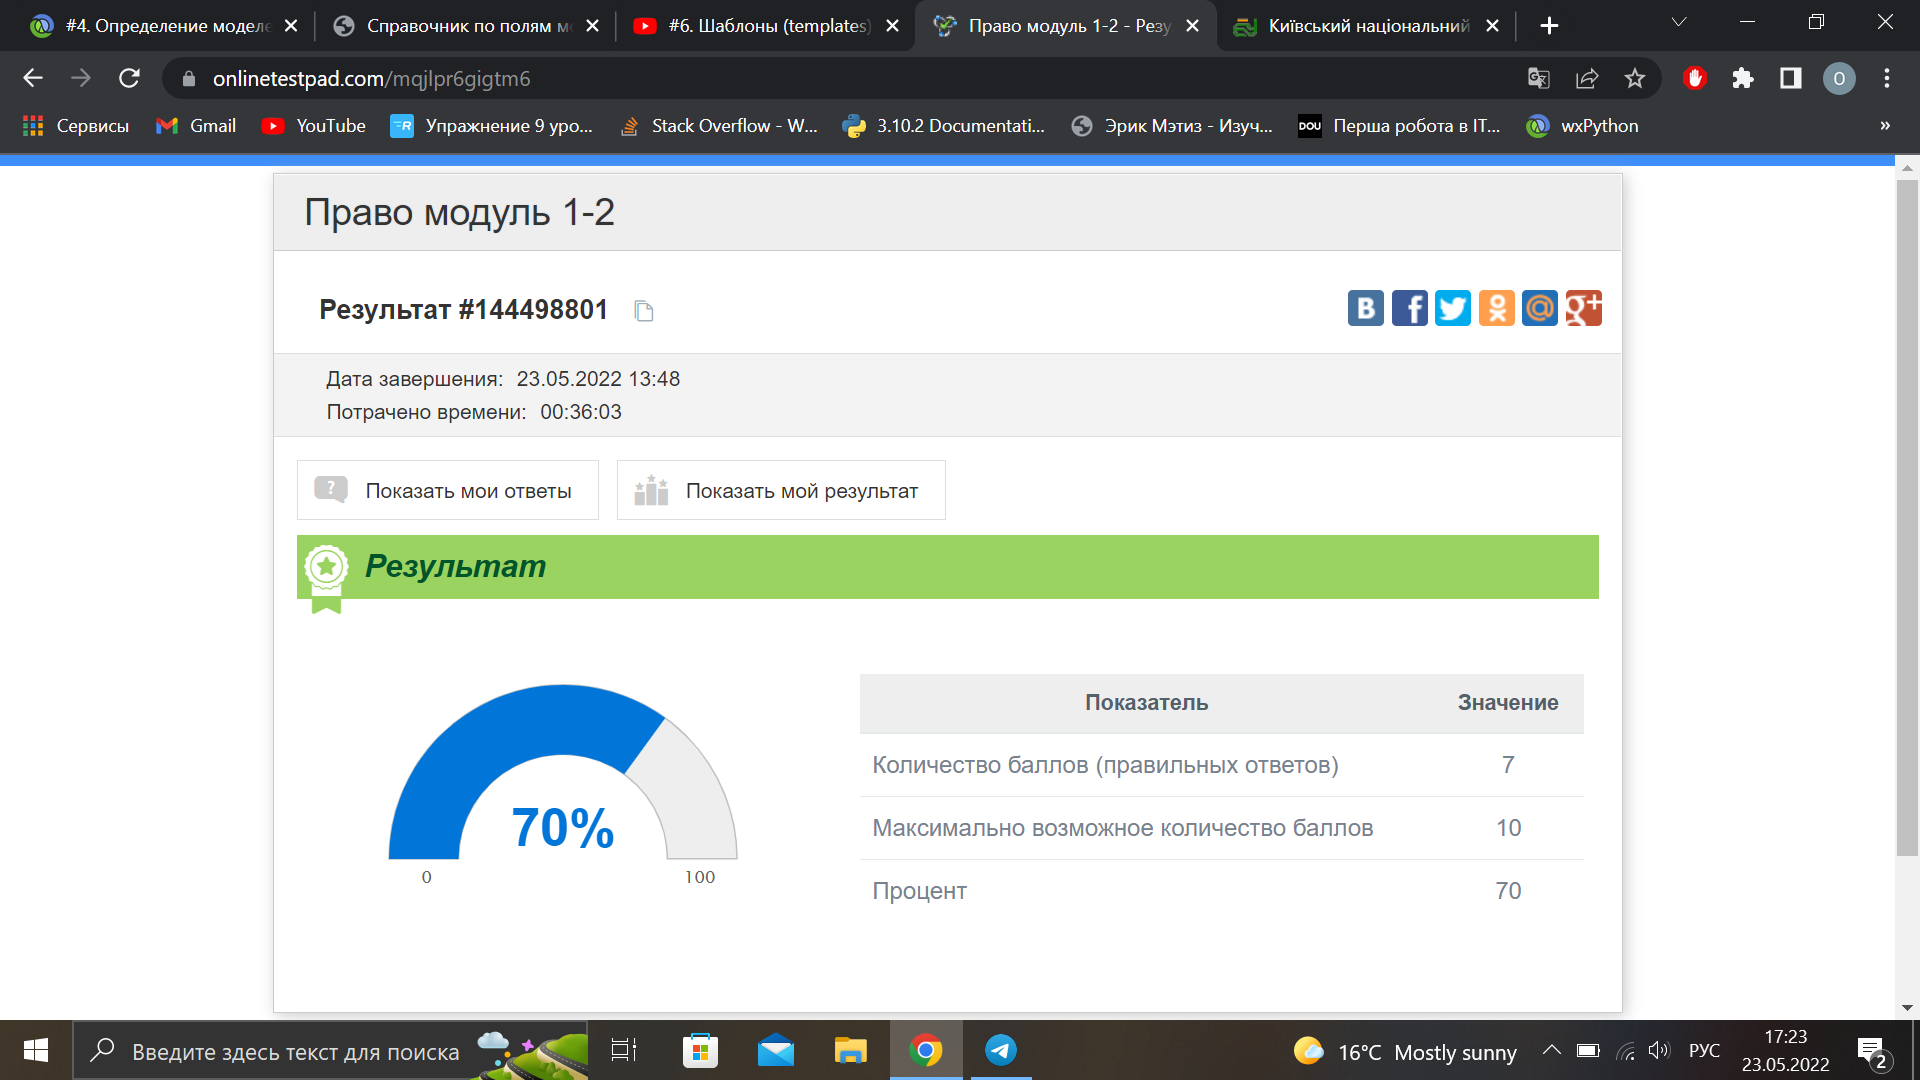 #4. Определение моделе
Справочник по полям мо
#6. Шаблоны (templates)
Право модуль 1-2 - Резу
Київський національний
onlinetestpad.com/mqjlpr6gigtm6
O
Сервисы
Gmail
YouTube
Упражнение 9 уро...
Stack Overflow - W...
3.10.2 Documentati...
Эрик Мэтиз - Изуч...
DOU
Перша робота в IT...
wxPython
»
Право модуль 1-2
Результат #144498801
Дата завершения: 23.05.2022 13:48
Потрачено времени: 00:36:03
Показать мои ответы
Показать мой результат
Результат
70%
0
100
Показатель Значение
Количество баллов (правильных ответов) 7
Максимально возможное количество баллов 10
Процент 70
Введите здесь текст для поиска
16°C Mostly sunny
РУС
17:23
23.05.2022
2